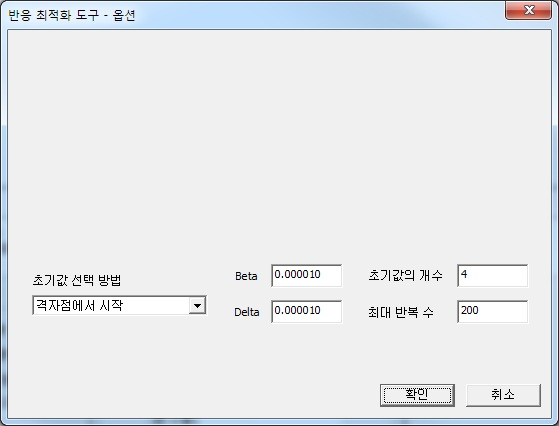 반응 최적화 도구 - 옵션
초기값 선택 방법
격자점에서 시작
Beta 0.000010
Delta 0.000010
초기값의 개수 4
최대 반복 수 200
확인 취소